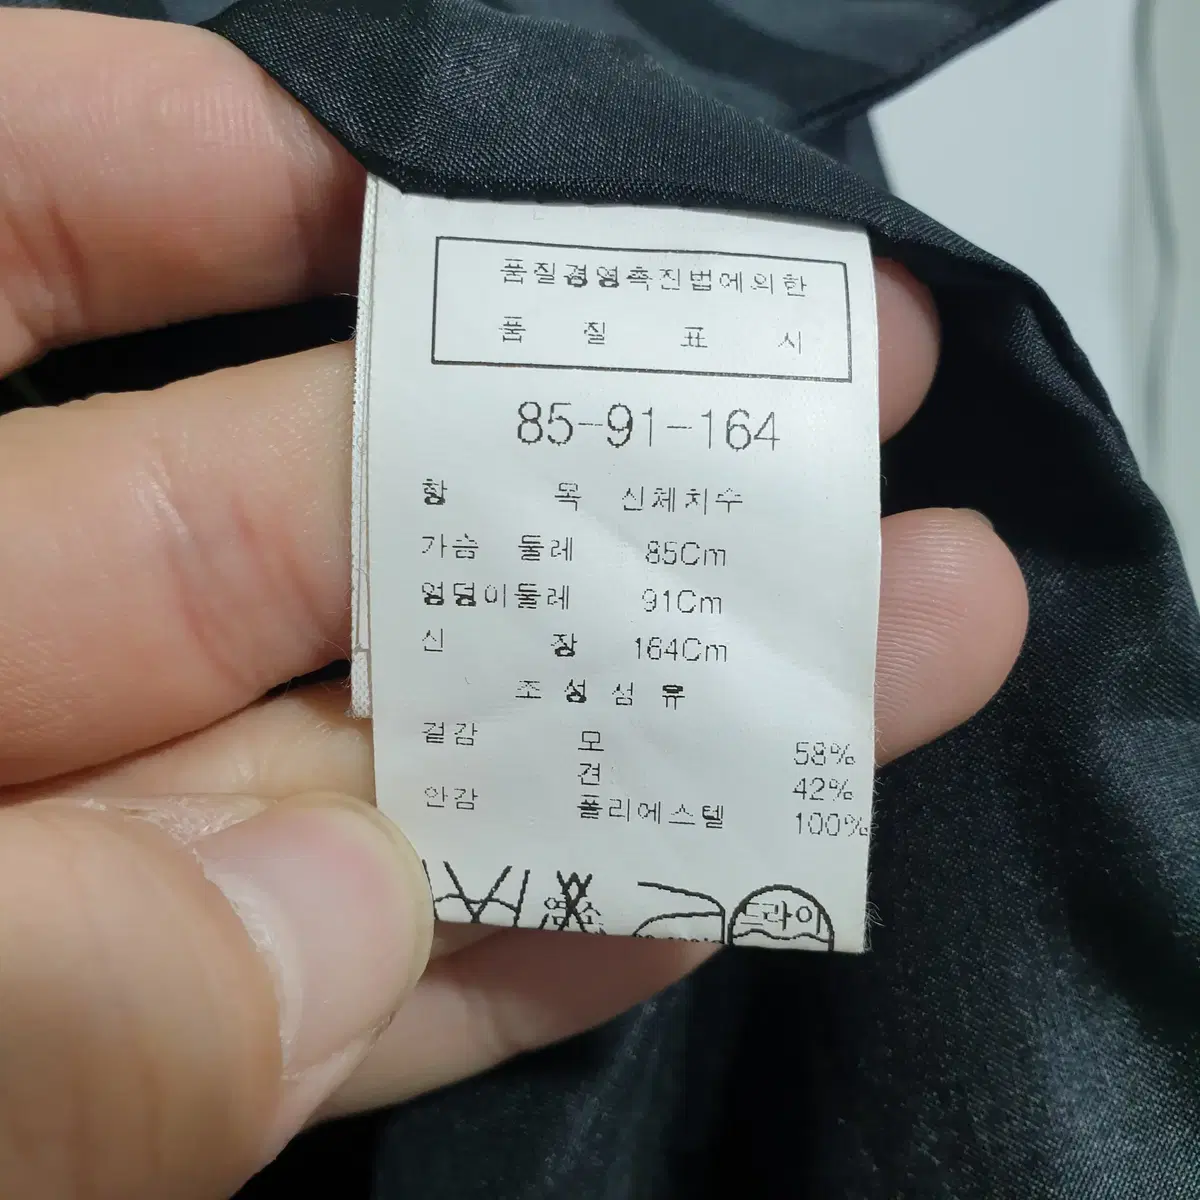 품질경영촉진법에의한
품 질 표 시
85-91-164
항 목 신체치수
가슴 둘레 85Cm
엉덩이둘레 91Cm
신 장 164Cm
조성섬유
겉감 모 58%
견 42%
안감 폴리에스텔 100%
드라이